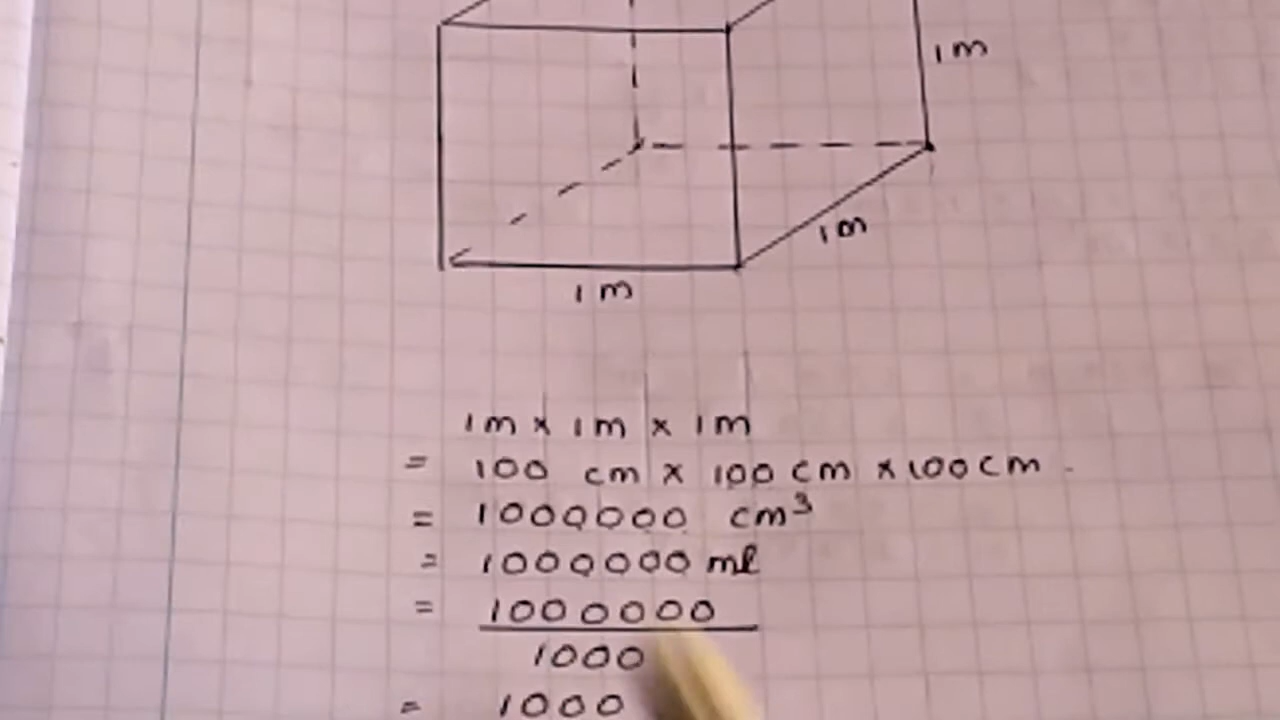 1m
1m
1m
1m × 1m × 1m
= 100 cm × 100 cm × 100 cm
= 1000000 cm³
= 1000000 ml
= 1000000
1000
= 1000